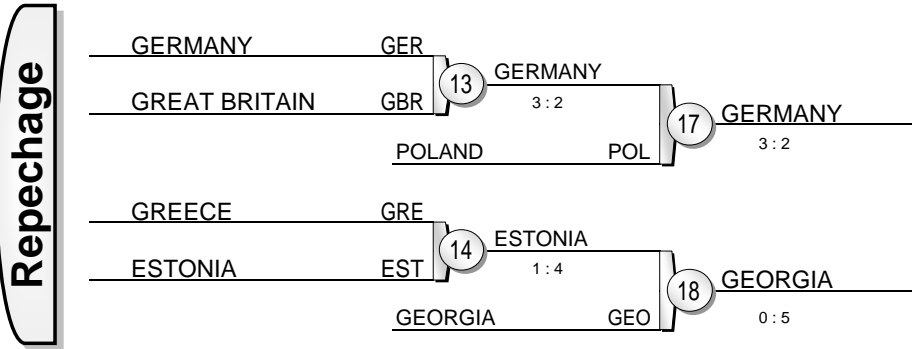 Repechage
GERMANY GER
13 GERMANY
GREAT BRITAIN GBR
3 : 2
17 GERMANY
3 : 2
POLAND POL
GREECE GRE
14 ESTONIA
ESTONIA EST
1 : 4
18 GEORGIA
0 : 5
GEORGIA GEO